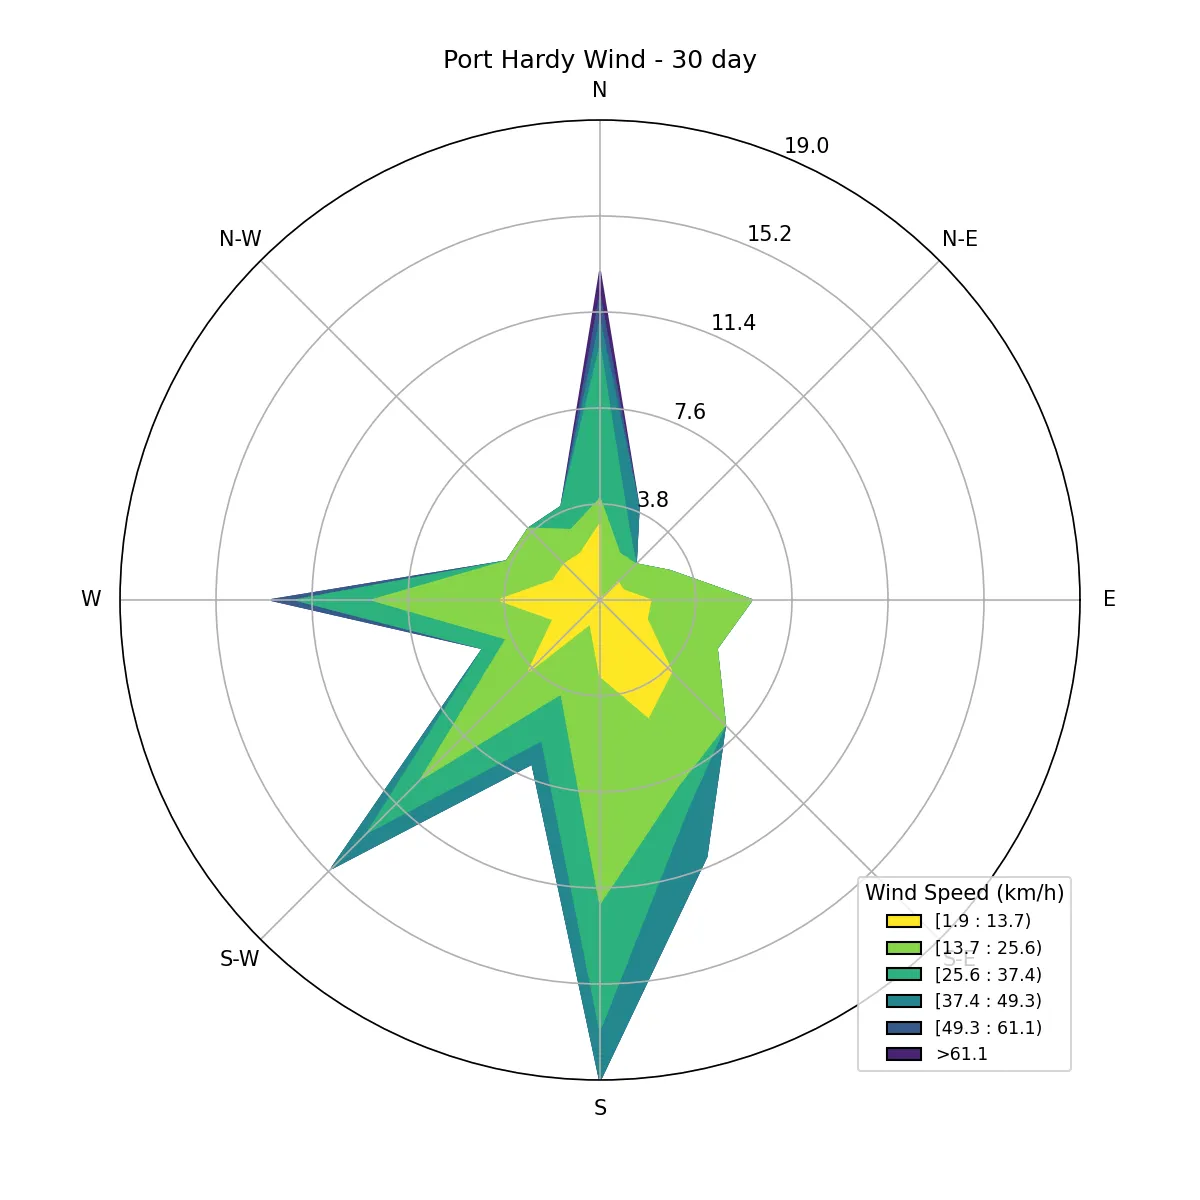 Port Hardy Wind - 30 day
N
19.0
15.2
N-W
N-E
11.4
7.6
3.8
W
E
Wind Speed (km/h)
[1.9 : 13.7)
[13.7 : 25.6)
S-W
S-E
[25.6 : 37.4)
[37.4 : 49.3)
[49.3 : 61.1)
>61.1
S